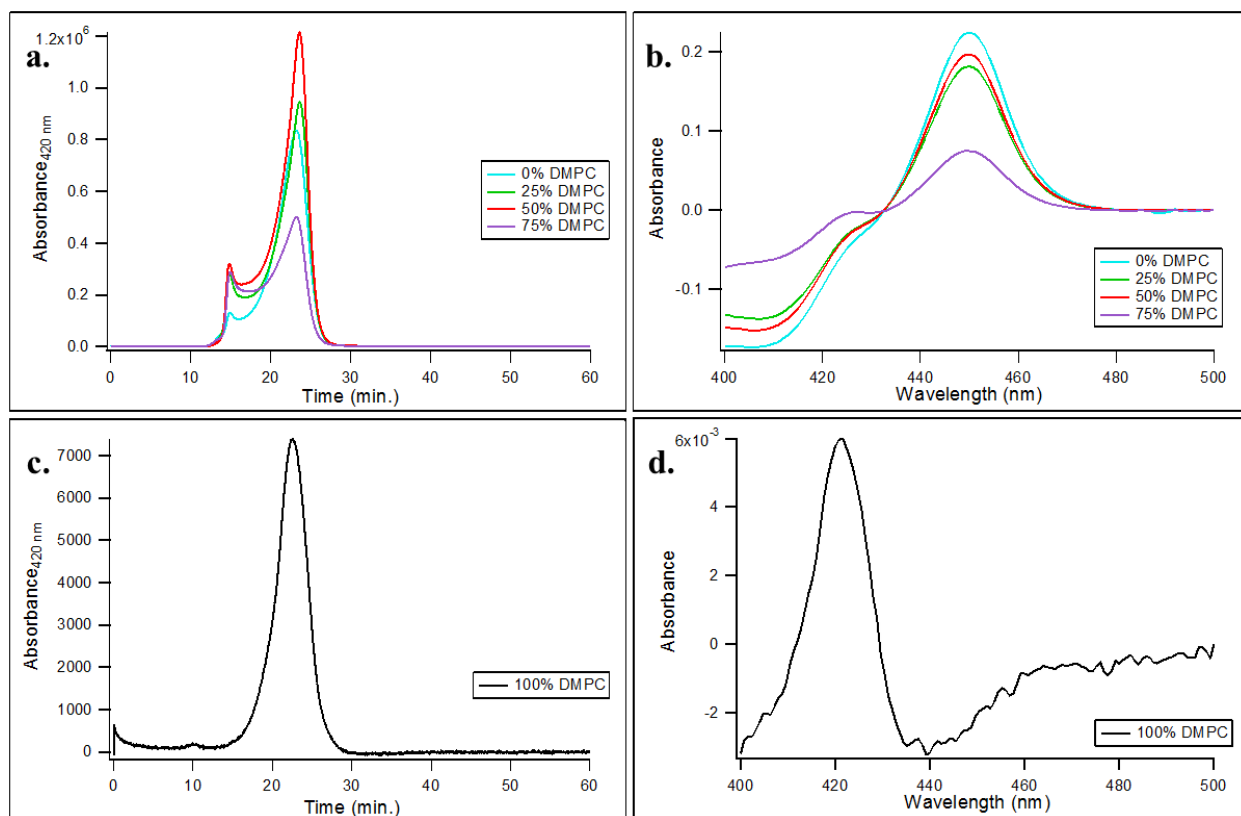 a.
1.2x10⁶
1.0
0.8
0.6
0.4
0.2
0.0
Absorbance₄₂₀ ₙₘ
0% DMPC
25% DMPC
50% DMPC
75% DMPC
0 10 20 30 40 50 60
Time (min.)
b.
0.2
0.1
0.0
-0.1
Absorbance
0% DMPC
25% DMPC
50% DMPC
75% DMPC
400 420 440 460 480 500
Wavelength (nm)
c.
7000
6000
5000
4000
3000
2000
1000
0
Absorbance₄₂₀ ₙₘ
100% DMPC
0 10 20 30 40 50 60
Time (min.)
d.
6x10⁻³
4
2
0
-2
Absorbance
100% DMPC
400 420 440 460 480 500
Wavelength (nm)